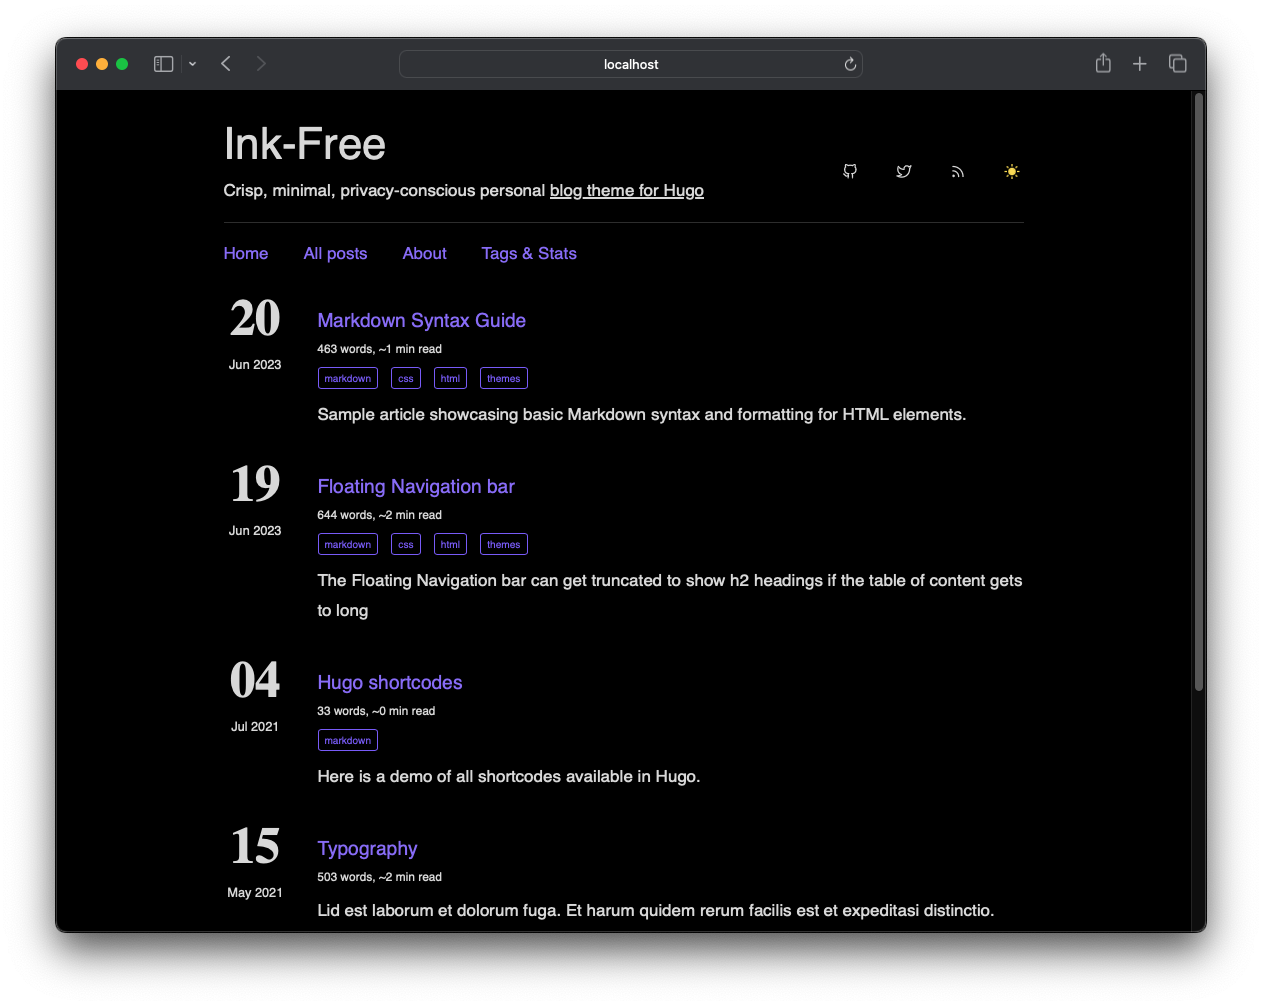 localhost
Ink-Free
Crisp, minimal, privacy-conscious personal blog theme for Hugo
Home All posts About Tags & Stats
20
Jun 2023
Markdown Syntax Guide
463 words, ~1 min read
markdown css html themes
Sample article showcasing basic Markdown syntax and formatting for HTML elements.
19
Jun 2023
Floating Navigation bar
644 words, ~2 min read
markdown css html themes
The Floating Navigation bar can get truncated to show h2 headings if the table of content gets
to long
04
Jul 2021
Hugo shortcodes
33 words, ~0 min read
markdown
Here is a demo of all shortcodes available in Hugo.
15
May 2021
Typography
503 words, ~2 min read
Lid est laborum et dolorum fuga. Et harum quidem rerum facilis est et expeditasi distinctio.